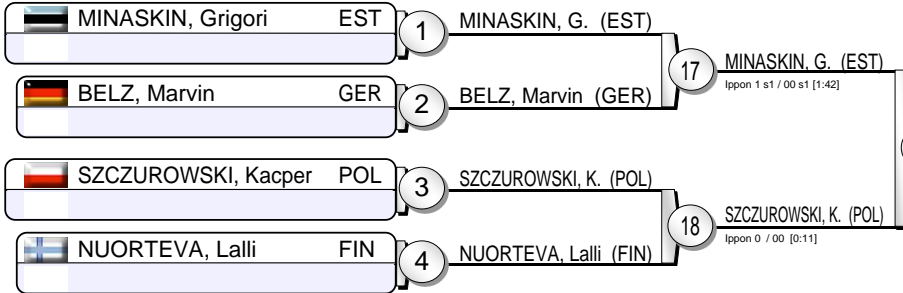 MINASKIN, Grigori EST
1
MINASKIN, G. (EST)
17
MINASKIN, G. (EST)
Ippon 1 s1 / 00 s1 [1:42]
BELZ, Marvin GER
2
BELZ, Marvin (GER)
SZCZUROWSKI, Kacper POL
3
SZCZUROWSKI, K. (POL)
18
SZCZUROWSKI, K. (POL)
Ippon 0 / 00 [0:11]
NUORTEVA, Lalli FIN
4
NUORTEVA, Lalli (FIN)